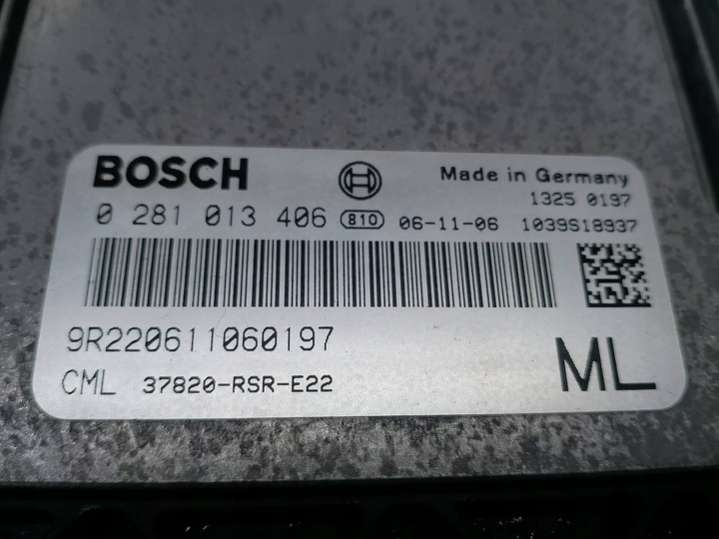 BOSCH Made in Germany
1325 0197
0 281 013 406 810 06-11-06 1039S18937
9R220611060197
CML 37820-RSR-E22 ML